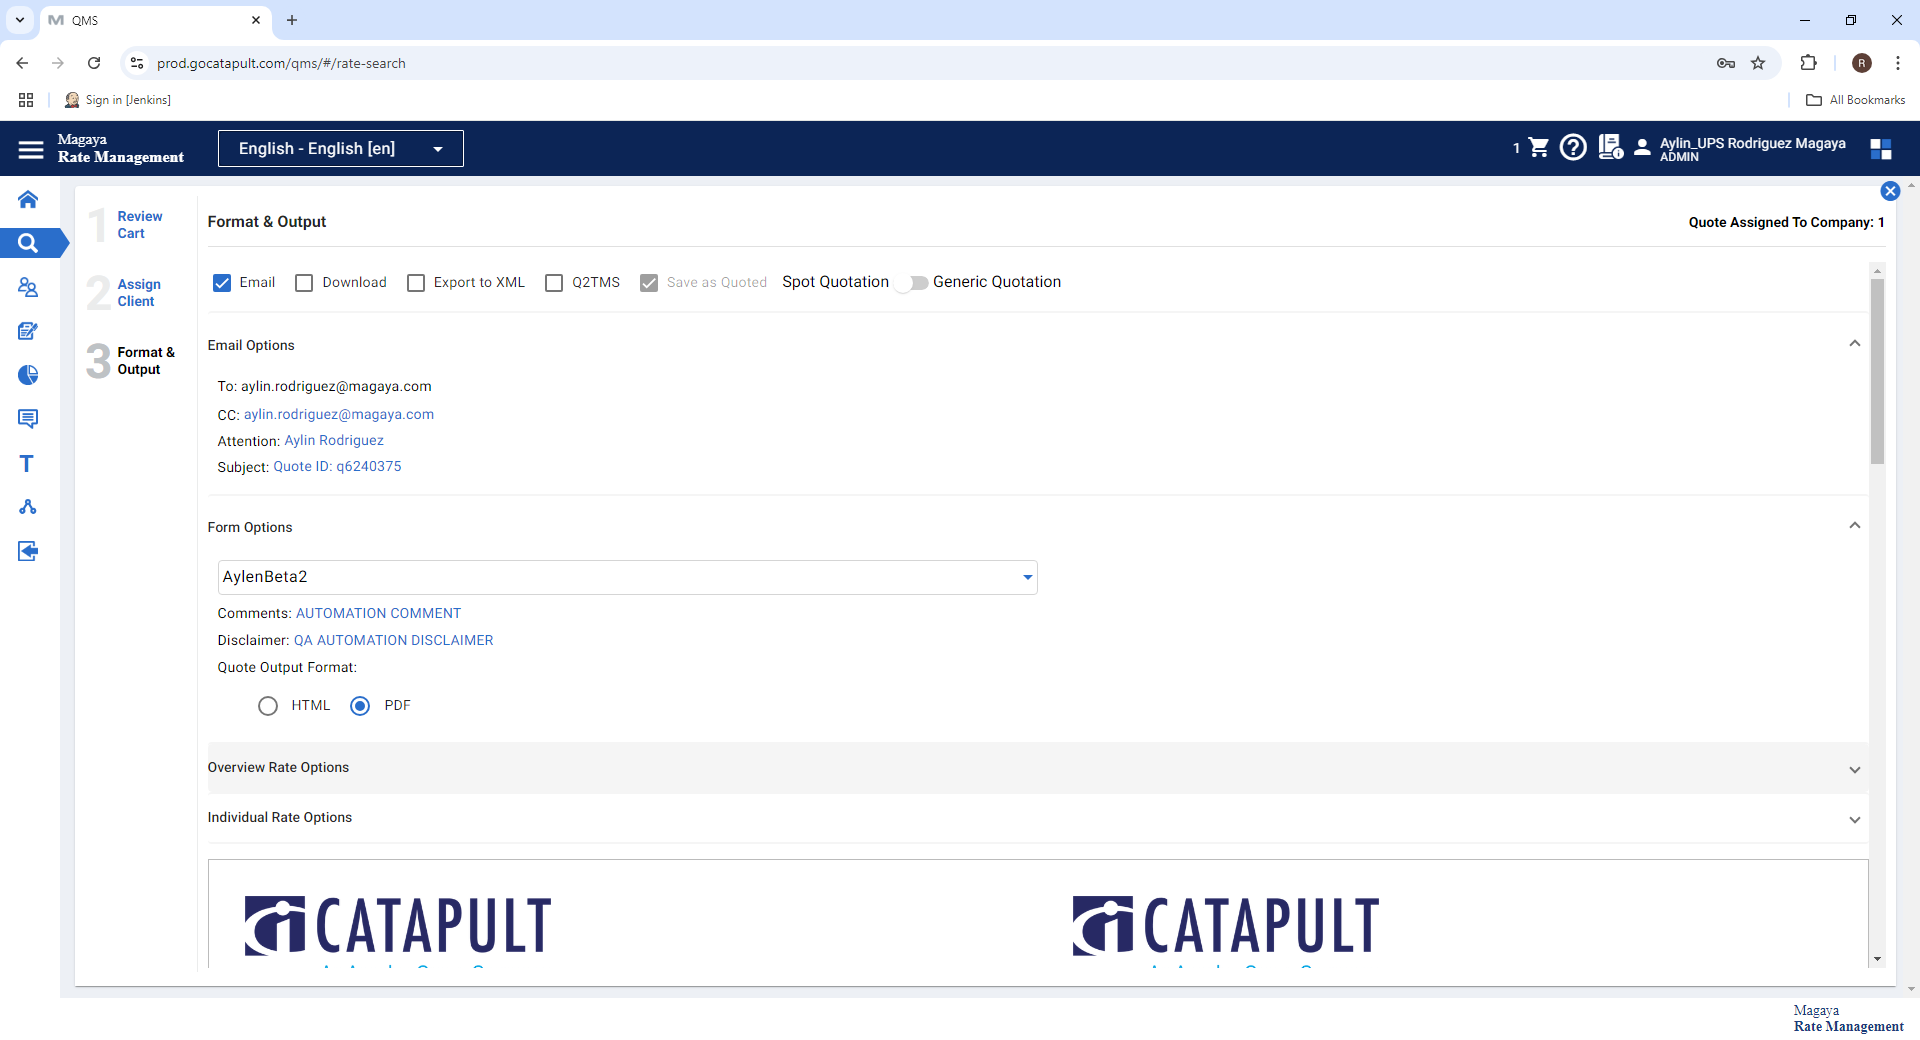 QMS
prod.gocatapult.com/qms/#/rate-search
R
Sign in [Jenkins]
All Bookmarks
Magaya
Rate Management
English - English [en]
1
Aylin_UPS Rodriguez Magaya
ADMIN
1 Review Cart
2 Assign Client
3 Format & Output
Format & Output
Quote Assigned To Company: 1
Email
Download
Export to XML
Q2TMS
Save as Quoted
Spot Quotation
Generic Quotation
Email Options
To: aylin.rodriguez@magaya.com
CC: aylin.rodriguez@magaya.com
Attention: Aylin Rodriguez
Subject: Quote ID: q6240375
Form Options
AylenBeta2
Comments: AUTOMATION COMMENT
Disclaimer: QA AUTOMATION DISCLAIMER
Quote Output Format:
HTML
PDF
Overview Rate Options
Individual Rate Options
CATAPULT
CATAPULT
T
Magaya
Rate Management